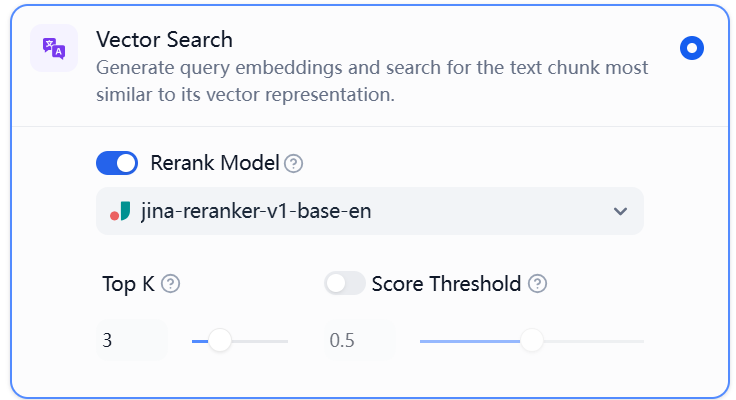 Vector Search
Generate query embeddings and search for the text chunk most
similar to its vector representation.
Rerank Model
jina-reranker-v1-base-en
Top K
Score Threshold
3
0.5